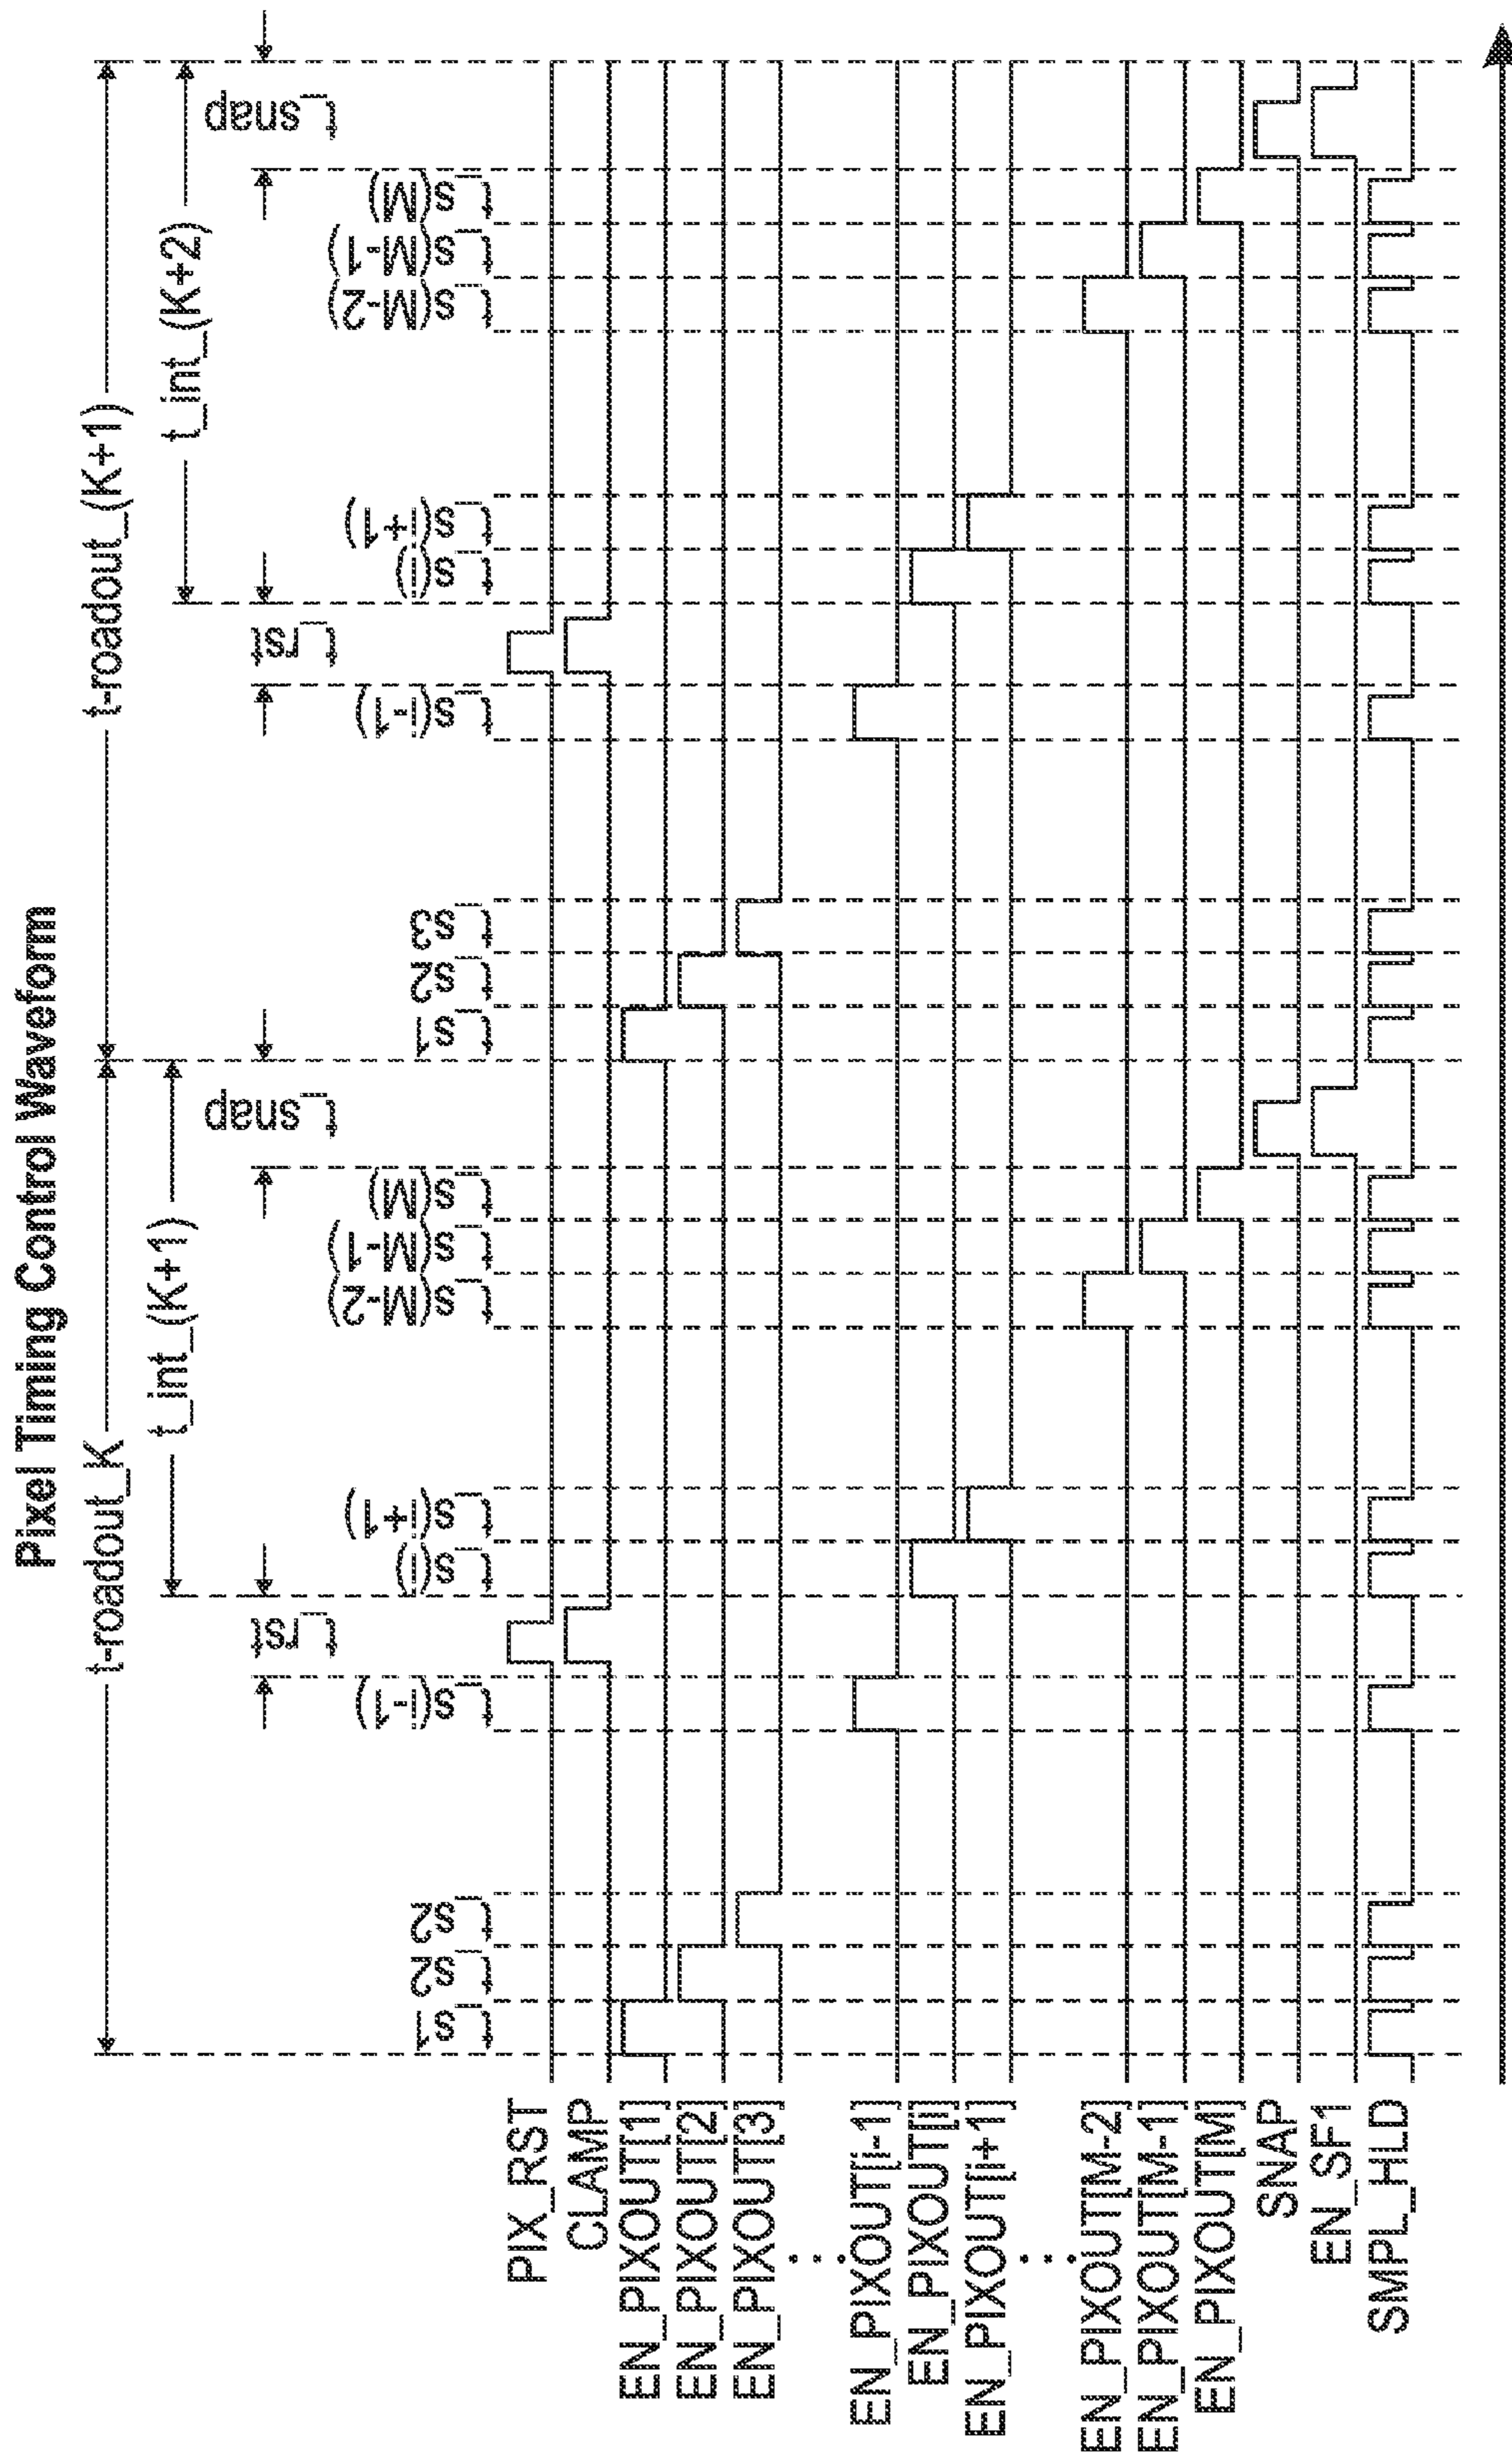 Pixel Timing Control Waveform
t-roadout_K
t-roadout_(K+1)
t_int_(K+1)
t_int_(K+2)
t_rst
t_snap
t_rst
t_snap
t_s1
t_s2
t_s2
t_s(i-1)
t_s(i)
t_s(i+1)
t_s(M-2)
t_s(M-1)
t_s(M)
t_s1
t_s2
t_s3
t_s(i-1)
t_s(i)
t_s(i+1)
t_s(M-2)
t_s(M-1)
t_s(M)
PIX_RST
CLAMP
EN_PIXOUT[1]
EN_PIXOUT[2]
EN_PIXOUT[3]
⋮
EN_PIXOUT[i-1]
EN_PIXOUT[i]
EN_PIXOUT[i+1]
⋮
EN_PIXOUT[M-2]
EN_PIXOUT[M-1]
EN_PIXOUT[M]
SNAP
EN_SF1
SMPL_HLD